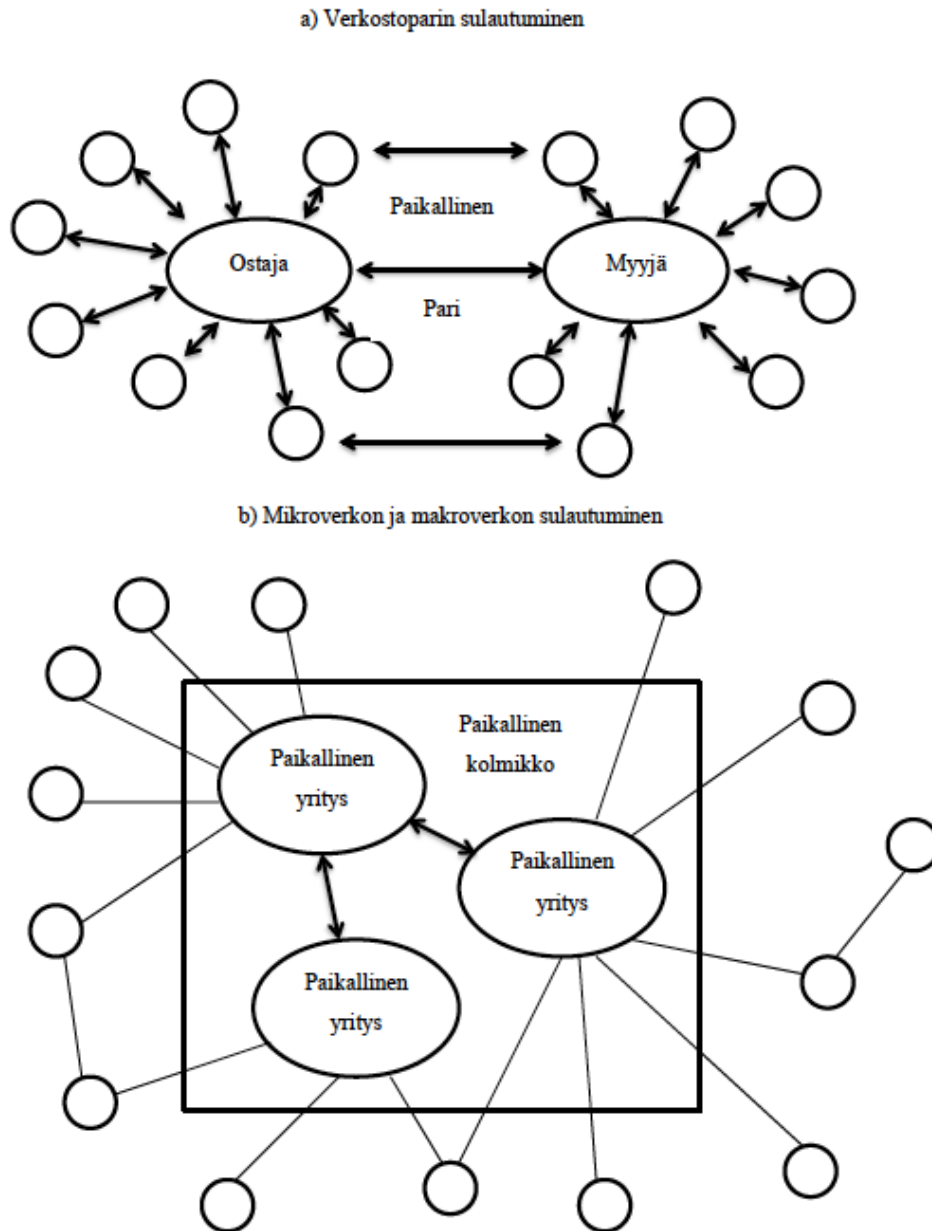 a) Verkostoparin sulautuminen
Paikallinen
Ostaja
Myyjä
Pari
b) Mikroverkon ja makroverkon sulautuminen
Paikallinen
kolmikko
Paikallinen
yritys
Paikallinen
yritys
Paikallinen
yritys